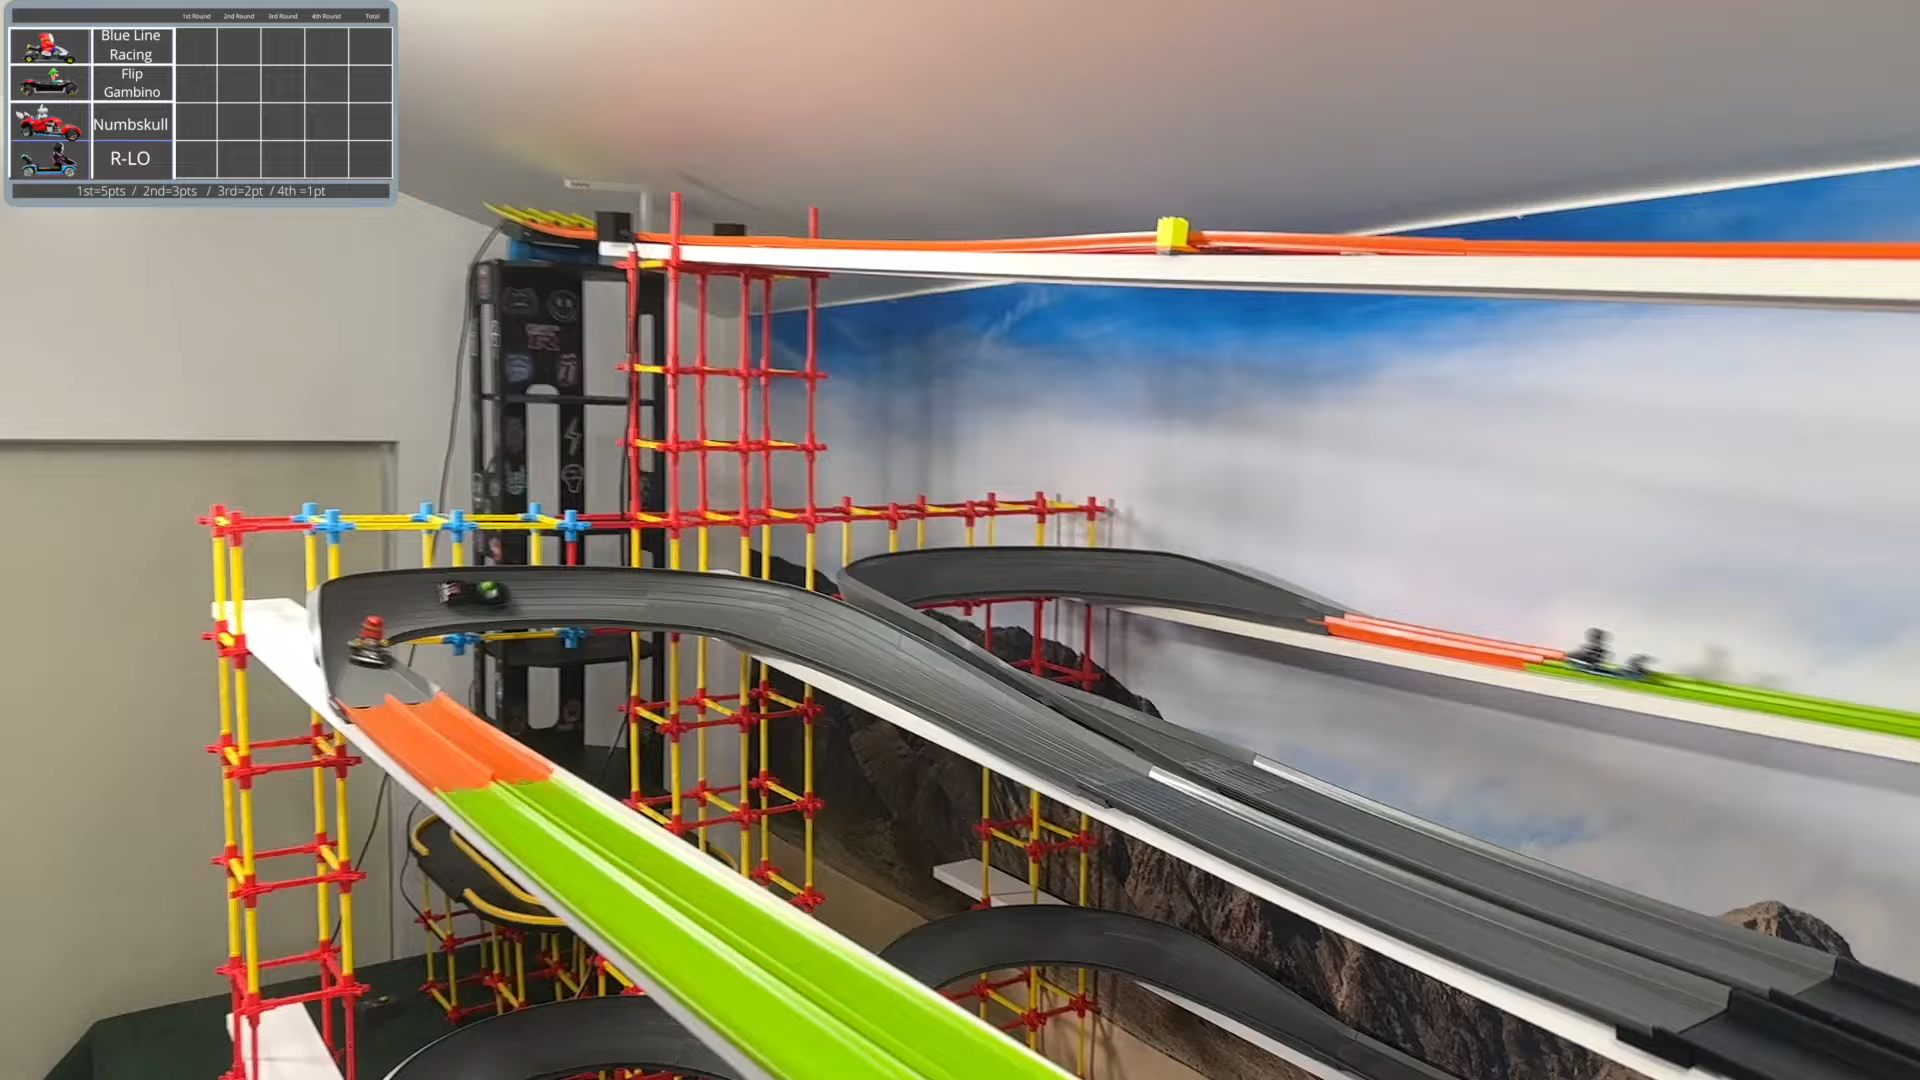 1st Round 2nd Round 3rd Round 4th Round Total
Blue Line
Racing
Flip
Gambino
Numbskull
R-LO
1st=5pts / 2nd=3pts / 3rd=2pt / 4th =1pt